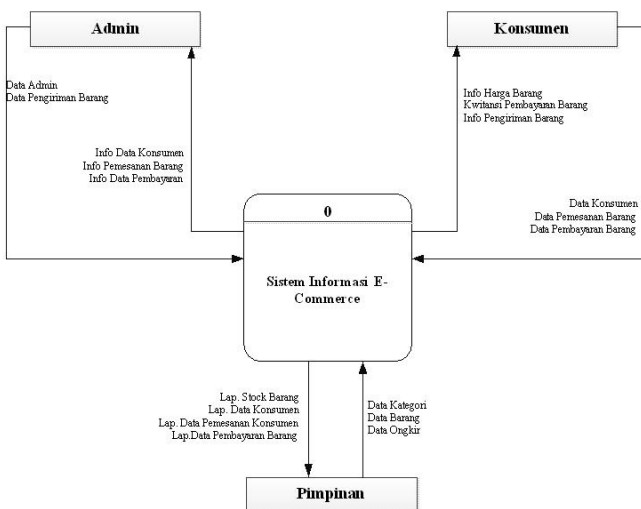 Admin
Konsumen
Data Admin
Data Pengiriman Barang
Info Harga Barang
Kwitansi Pembayaran Barang
Info Pengiriman Barang
Info Data Konsumen
Info Pemesanan Barang
Info Data Pembayaran
0
Data Konsumen
Data Pemesanan Barang
Data Pembayaran Barang
Sistem Informasi E-
Commerce
Lap. Stock Barang
Lap. Data Konsumen
Lap. Data Pemesanan Konsumen
Lap.Data Pembayaran Barang
Data Kategori
Data Barang
Data Ongkir
Pimpinan